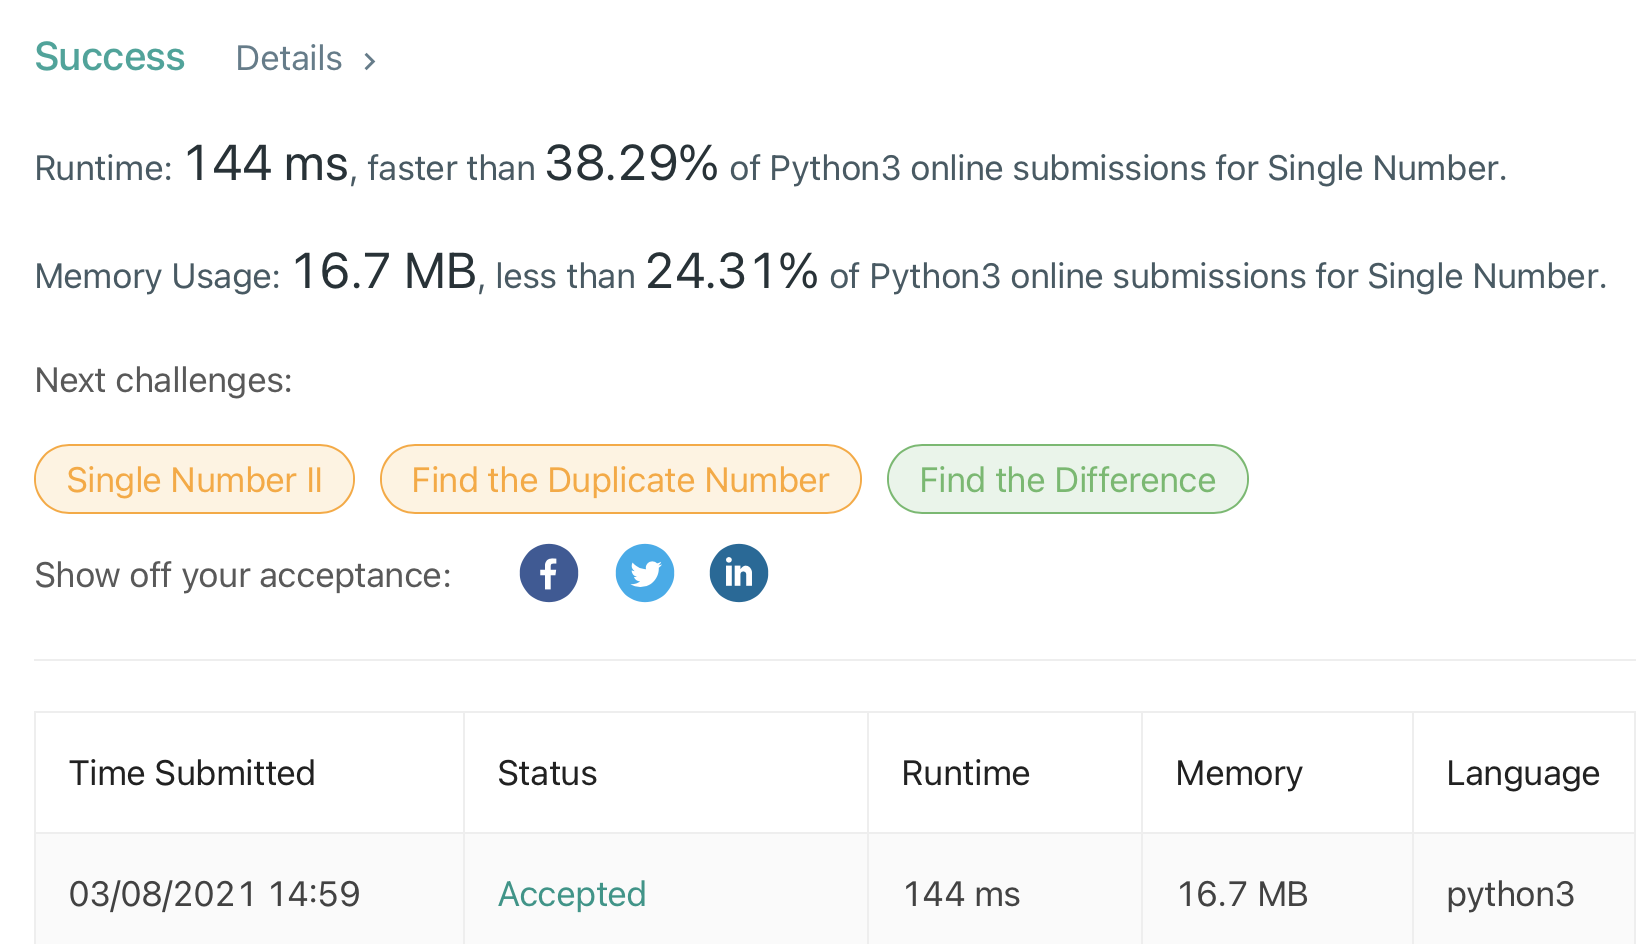 Success Details >
Runtime: 144 ms, faster than 38.29% of Python3 online submissions for Single Number.
Memory Usage: 16.7 MB, less than 24.31% of Python3 online submissions for Single Number.
Next challenges:
Single Number II Find the Duplicate Number Find the Difference
Show off your acceptance: f in
Time Submitted Status Runtime Memory Language
03/08/2021 14:59 Accepted 144 ms 16.7 MB python3